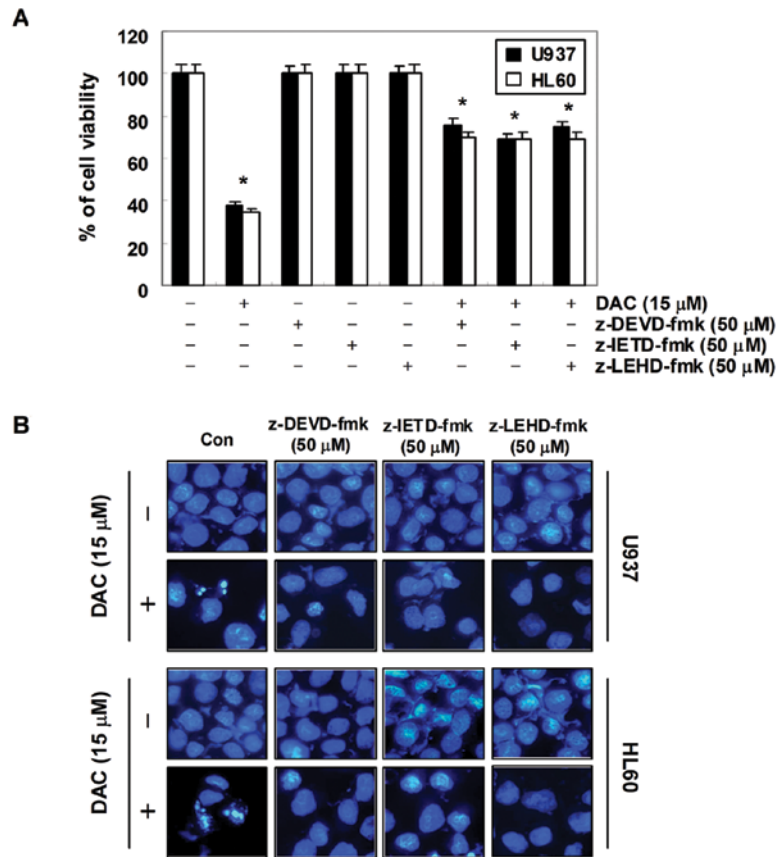 A
120
100
80
60
40
20
0
% of cell viability
U937
HL60
* * * *
– + – – – + + + DAC (15 μM)
– – + – – + – – z-DEVD-fmk (50 μM)
– – – + – – + – z-IETD-fmk (50 μM)
– – – – + – – + z-LEHD-fmk (50 μM)
B
Con
z-DEVD-fmk (50 μM)
z-IETD-fmk (50 μM)
z-LEHD-fmk (50 μM)
DAC (15 μM)
–
+
U937
DAC (15 μM)
–
+
HL60